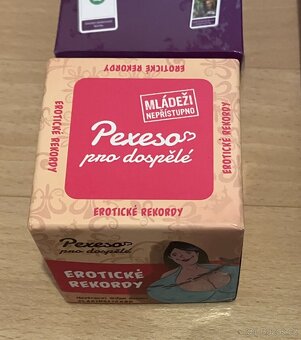 EROTICKÉ REKORDY
EROTICKÉ REKORDY
EROTICKÉ REKORDY
MLÁDEŽI
NEPŘÍSTUPNO
Pexeso
pro dospělé
EROTICKÉ REKORDY
Pexeso
pro dospělé
EROTICKÉ
REKORDY